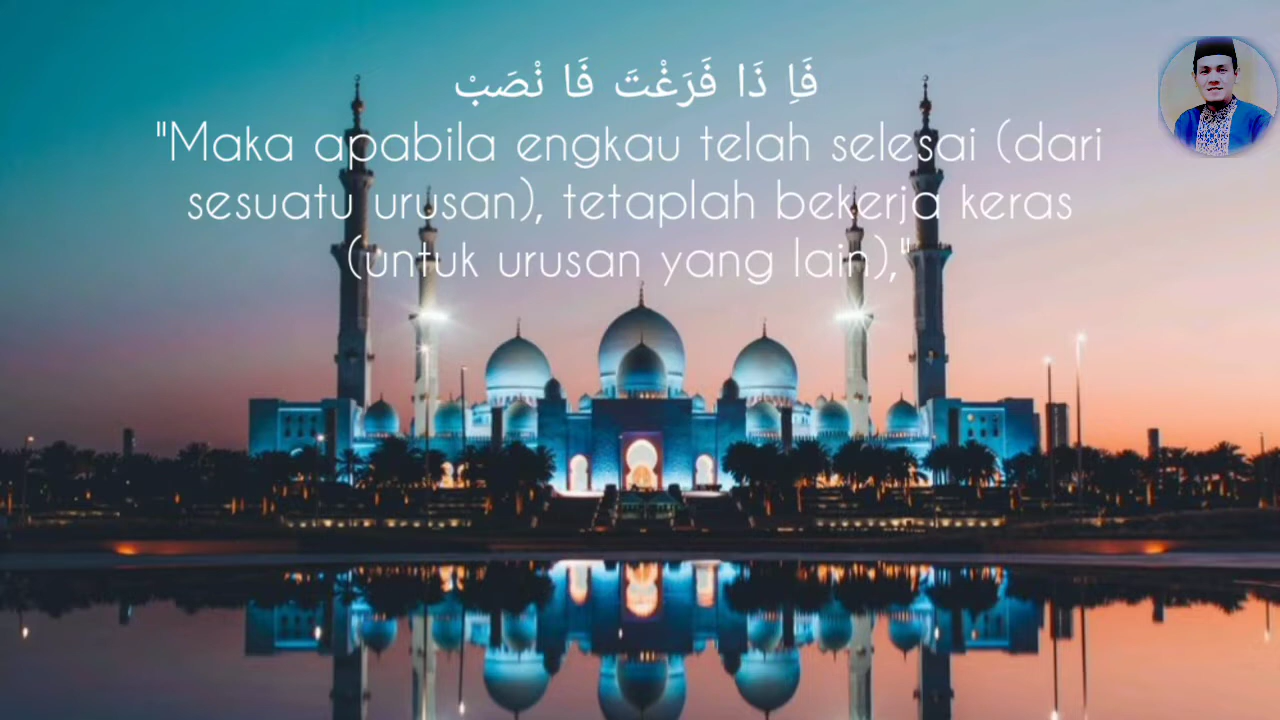 فَاِ ذَا فَرَغْتَ فَا نْصَبْ
"Maka apabila engkau telah selesai (dari
sesuatu urusan), tetaplah bekerja keras
(untuk urusan yang lain),"